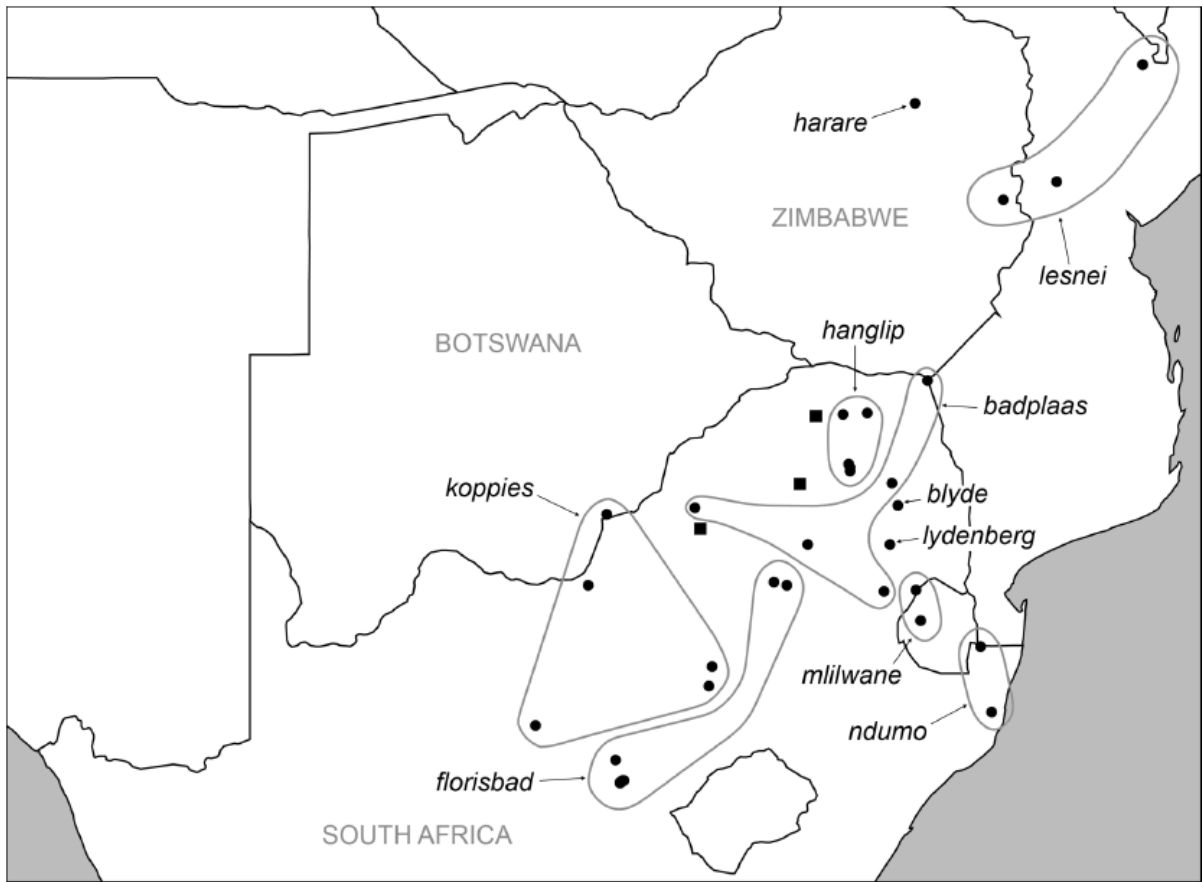 harare
ZIMBABWE
lesnei
hanglip
BOTSWANA
badplaas
koppies
blyde
lydenberg
mlilwane
ndumo
florisbad
SOUTH AFRICA